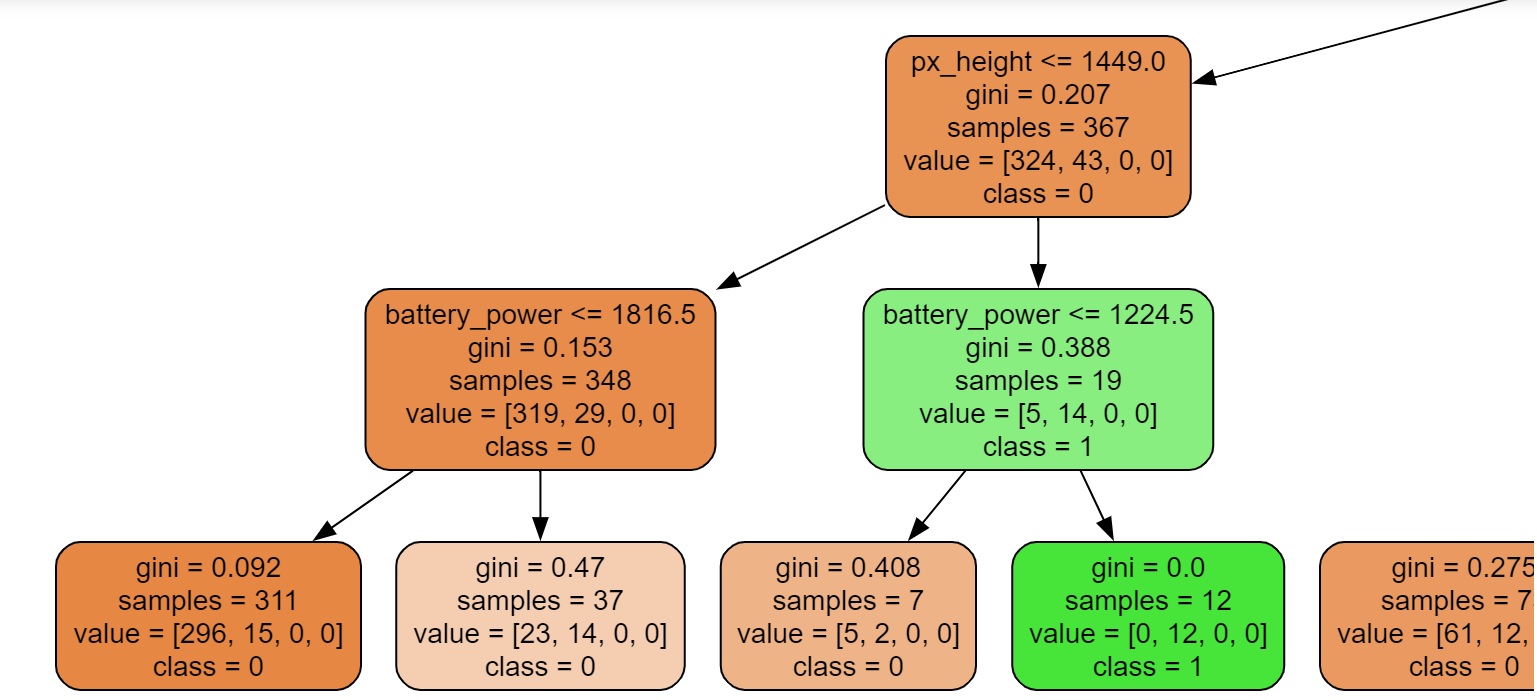 px_height <= 1449.0
gini = 0.207
samples = 367
value = [324, 43, 0, 0]
class = 0
battery_power <= 1816.5
gini = 0.153
samples = 348
value = [319, 29, 0, 0]
class = 0
battery_power <= 1224.5
gini = 0.388
samples = 19
value = [5, 14, 0, 0]
class = 1
gini = 0.092
samples = 311
value = [296, 15, 0, 0]
class = 0
gini = 0.47
samples = 37
value = [23, 14, 0, 0]
class = 0
gini = 0.408
samples = 7
value = [5, 2, 0, 0]
class = 0
gini = 0.0
samples = 12
value = [0, 12, 0, 0]
class = 1
gini = 0.275
samples = 7
value = [61, 12,
class = 0